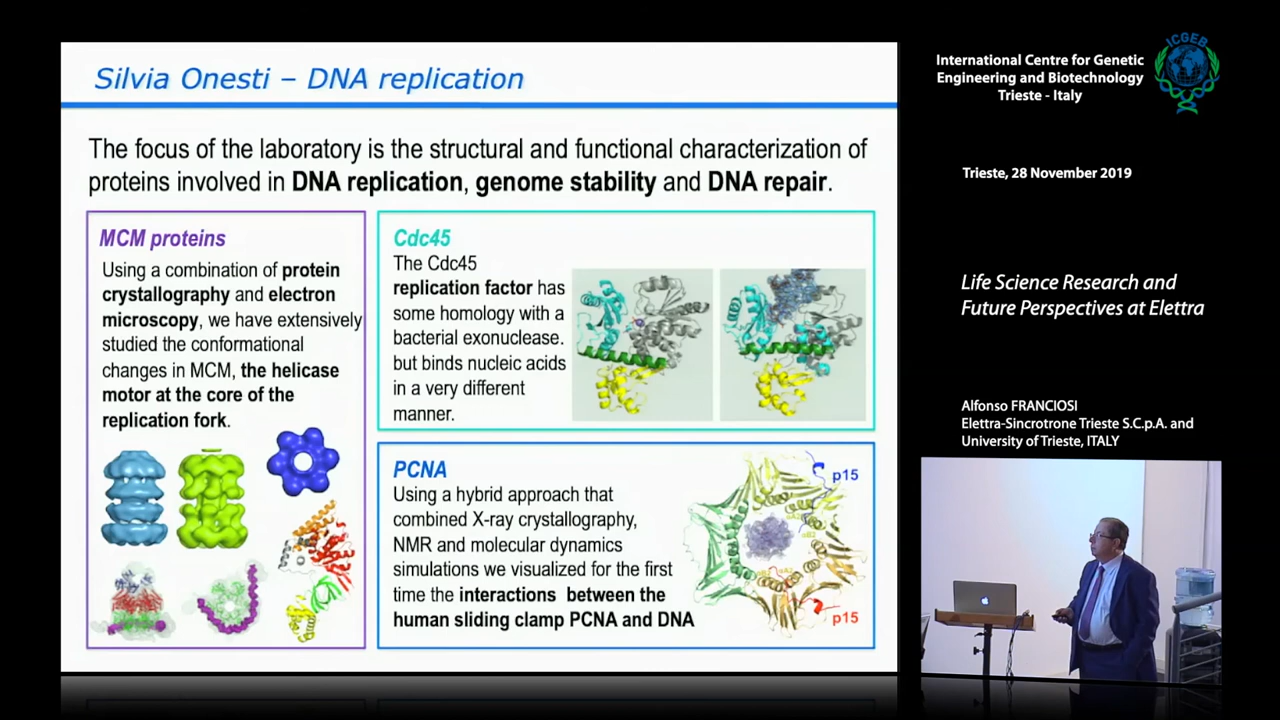 Silvia Onesti – DNA replication
The focus of the laboratory is the structural and functional characterization of
proteins involved in DNA replication, genome stability and DNA repair.
MCM proteins
Using a combination of protein
crystallography and electron
microscopy, we have extensively
studied the conformational
changes in MCM, the helicase
motor at the core of the
replication fork.
Cdc45
The Cdc45
replication factor has
some homology with a
bacterial exonuclease.
but binds nucleic acids
in a very different
manner.
PCNA
Using a hybrid approach that
combined X-ray crystallography,
NMR and molecular dynamics
simulations we visualized for the first
time the interactions between the
human sliding clamp PCNA and DNA
p15
p15
International Centre for Genetic
Engineering and Biotechnology
Trieste - Italy
ICGEB
Trieste, 28 November 2019
Life Science Research and
Future Perspectives at Elettra
Alfonso FRANCIOSI
Elettra-Sincrotrone Trieste S.C.p.A. and
University of Trieste, ITALY